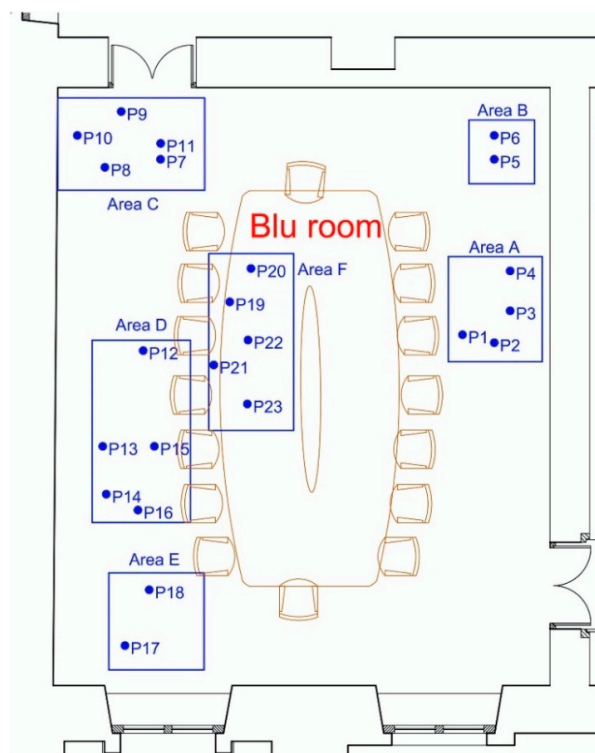 P9
Area B
P10
P11
P6
P8
P7
P5
Area C
Blu room
Area A
P20
Area F
P4
P19
P3
Area D
P22
P1
P2
P12
P21
P23
P13
P15
P14
P16
Area E
P18
P17